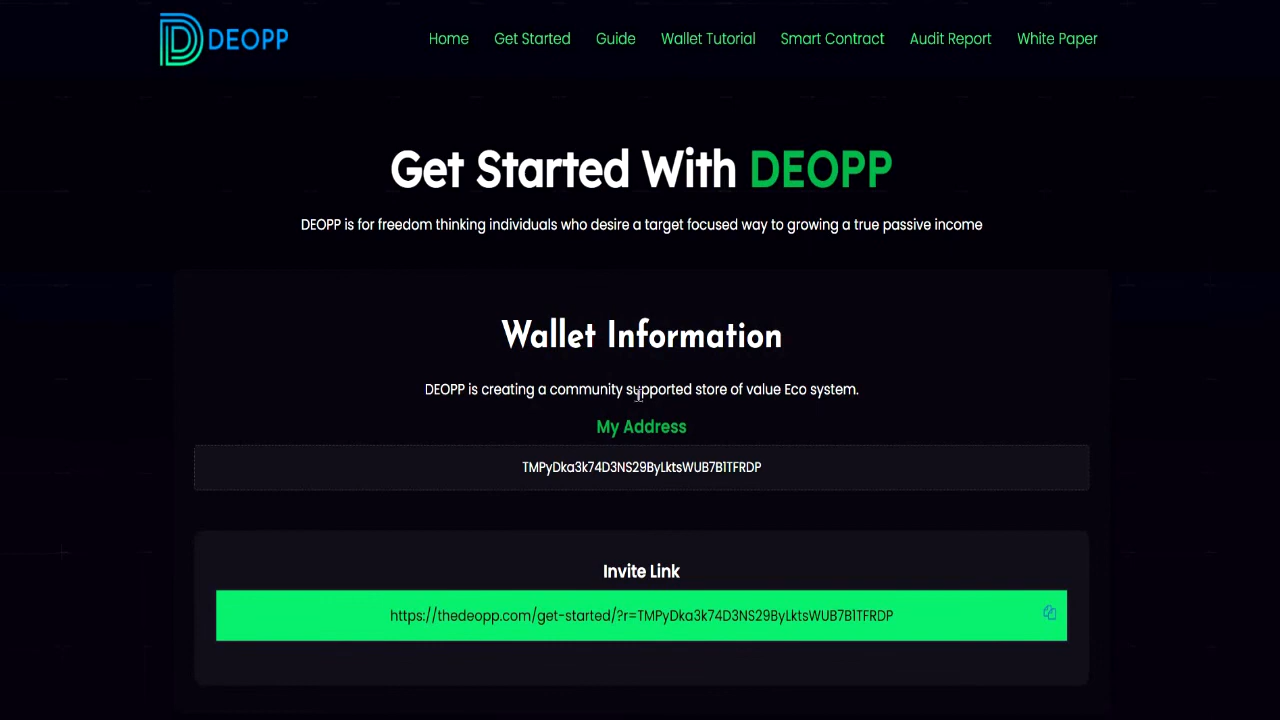 DEOPP
Home Get Started Guide Wallet Tutorial Smart Contract Audit Report White Paper
Get Started With DEOPP
DEOPP is for freedom thinking individuals who desire a target focused way to growing a true passive income
Wallet Information
DEOPP is creating a community supported store of value Eco system.
My Address
TMPyDka3k74D3NS29ByLktsWUB7B1TFRDP
Invite Link
https://thedeopp.com/get-started/?r=TMPyDka3k74D3NS29ByLktsWUB7B1TFRDP